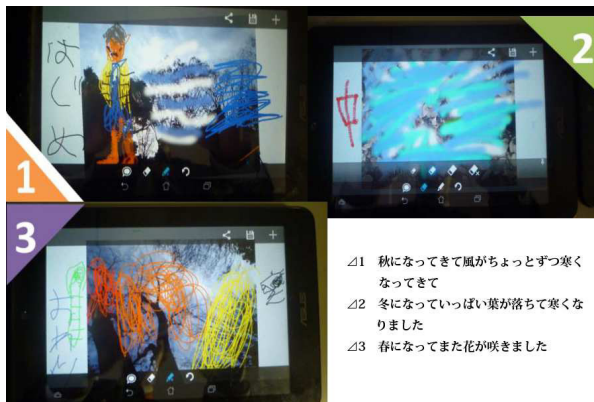 1
はじめ
2
中
3
ASUS
⊿1 秋になってきて風がちょっとずつ寒く
なってきて
⊿2 冬になっていっぱい葉が落ちて寒くな
りました
⊿3 春になってまた花が咲きました